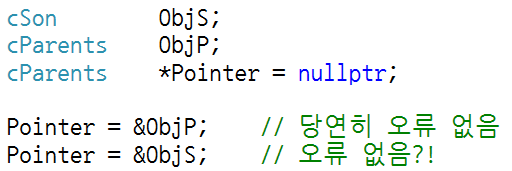 cSon ObjS;
cParents ObjP;
cParents *Pointer = nullptr;
Pointer = &ObjP; // 당연히 오류 없음
Pointer = &ObjS; // 오류 없음?!